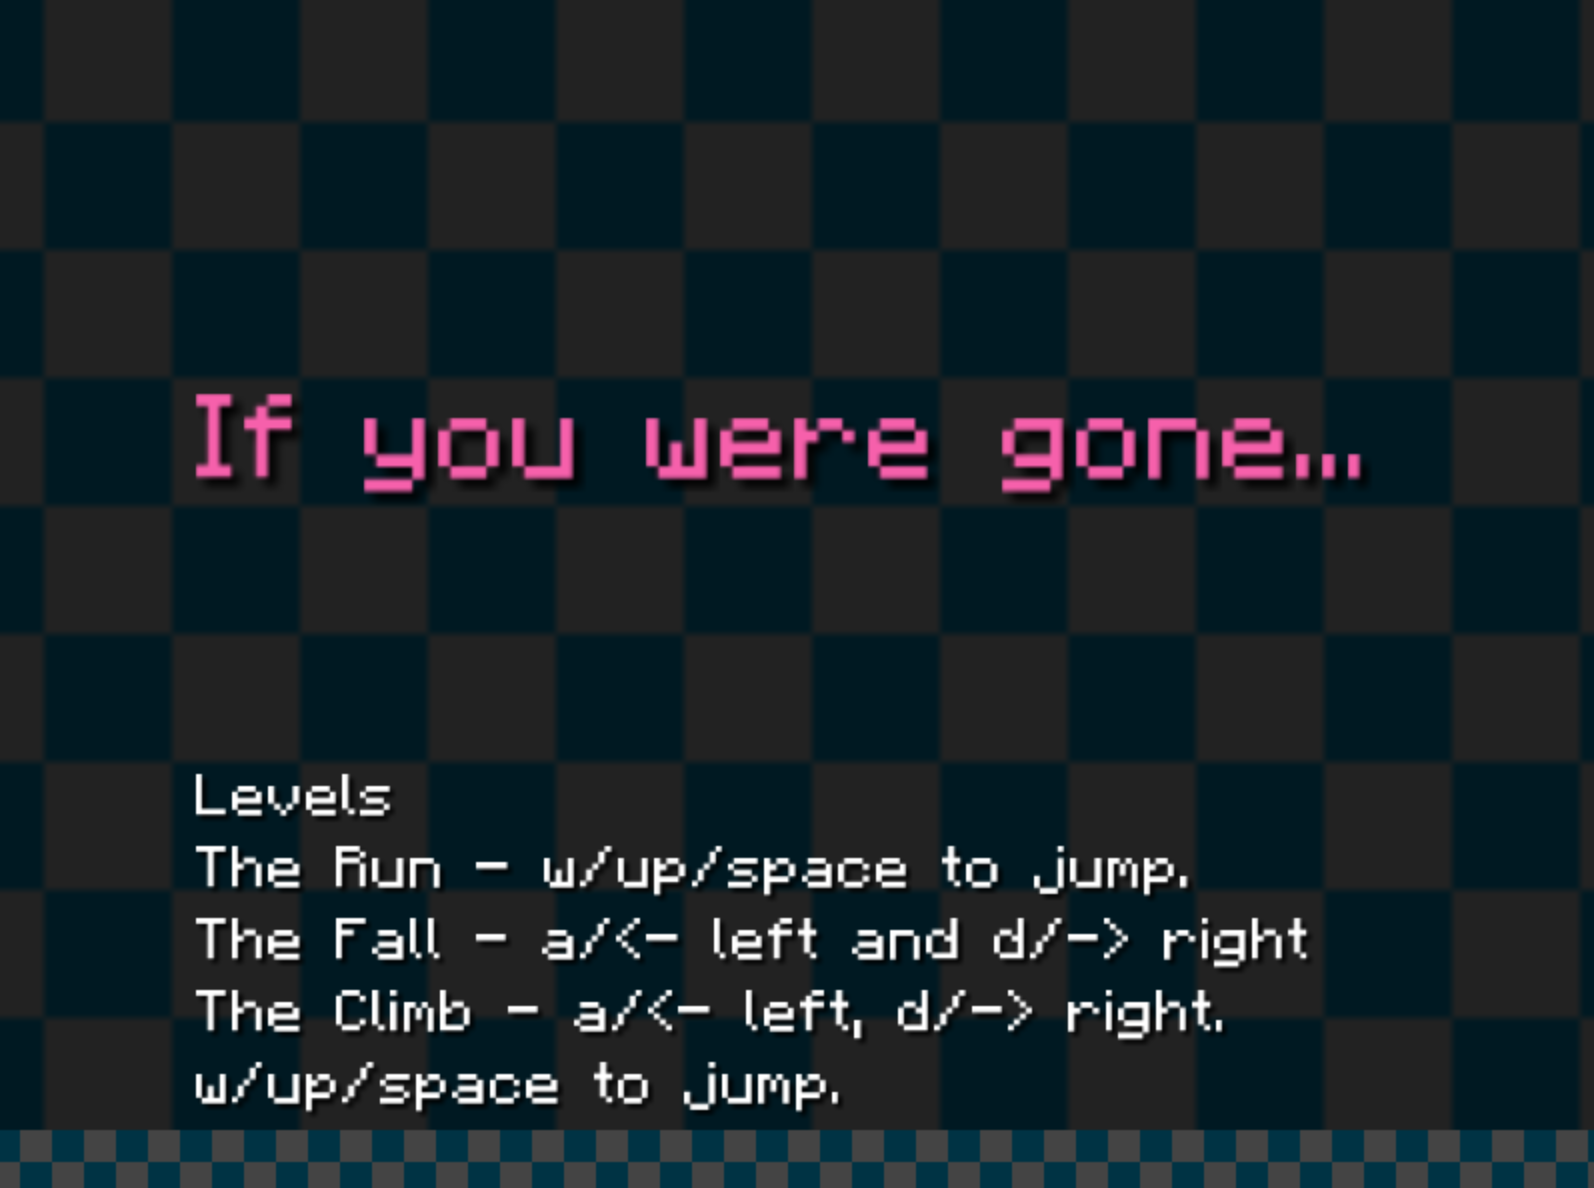 If you were gone...
Levels
The Run - w/up/space to jump.
The Fall - a/<- left and d/-> right
The Climb - a/<- left, d/-> right.
w/up/space to jump.